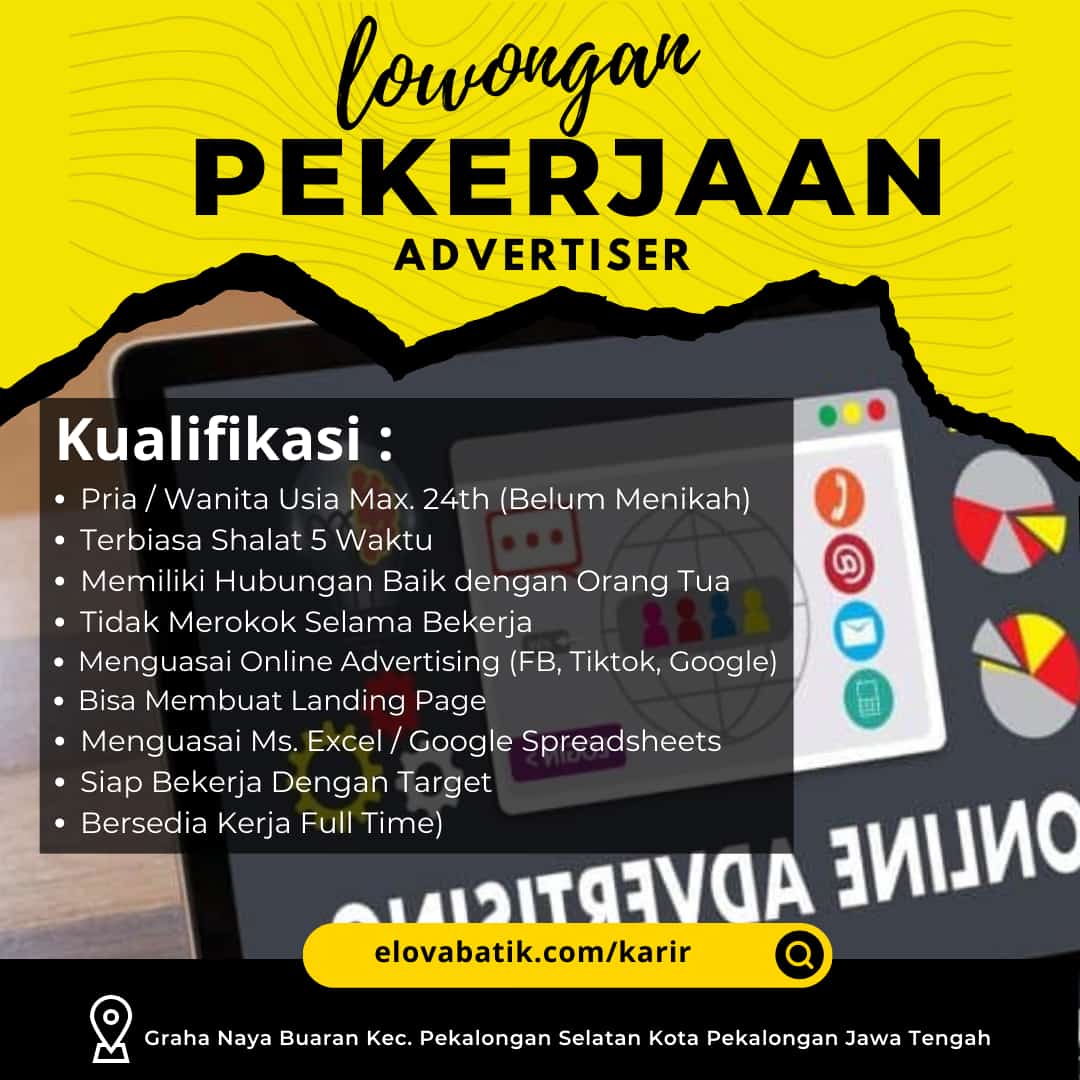 lowongan
PEKERJAAN
ADVERTISER
Kualifikasi :
• Pria / Wanita Usia Max. 24th (Belum Menikah)
• Terbiasa Shalat 5 Waktu
• Memiliki Hubungan Baik dengan Orang Tua
• Tidak Merokok Selama Bekerja
• Menguasai Online Advertising (FB, Tiktok, Google)
• Bisa Membuat Landing Page
• Menguasai Ms. Excel / Google Spreadsheets
• Siap Bekerja Dengan Target
• Bersedia Kerja Full Time)
LOGIN >
ONLINE ADVERTISING
elovabatik.com/karir
Graha Naya Buaran Kec. Pekalongan Selatan Kota Pekalongan Jawa Tengah